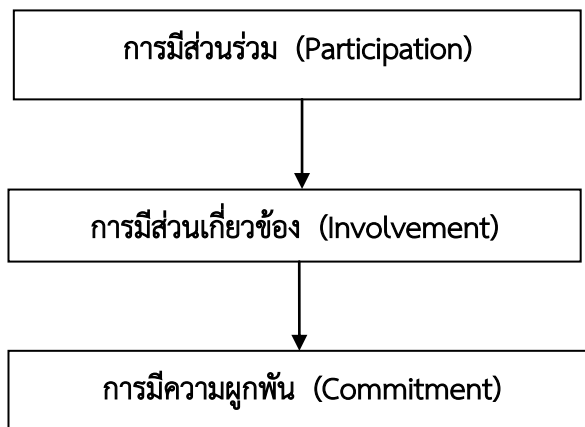 การมีส่วนร่วม (Participation)
การมีส่วนเกี่ยวข้อง (Involvement)
การมีความผูกพัน (Commitment)